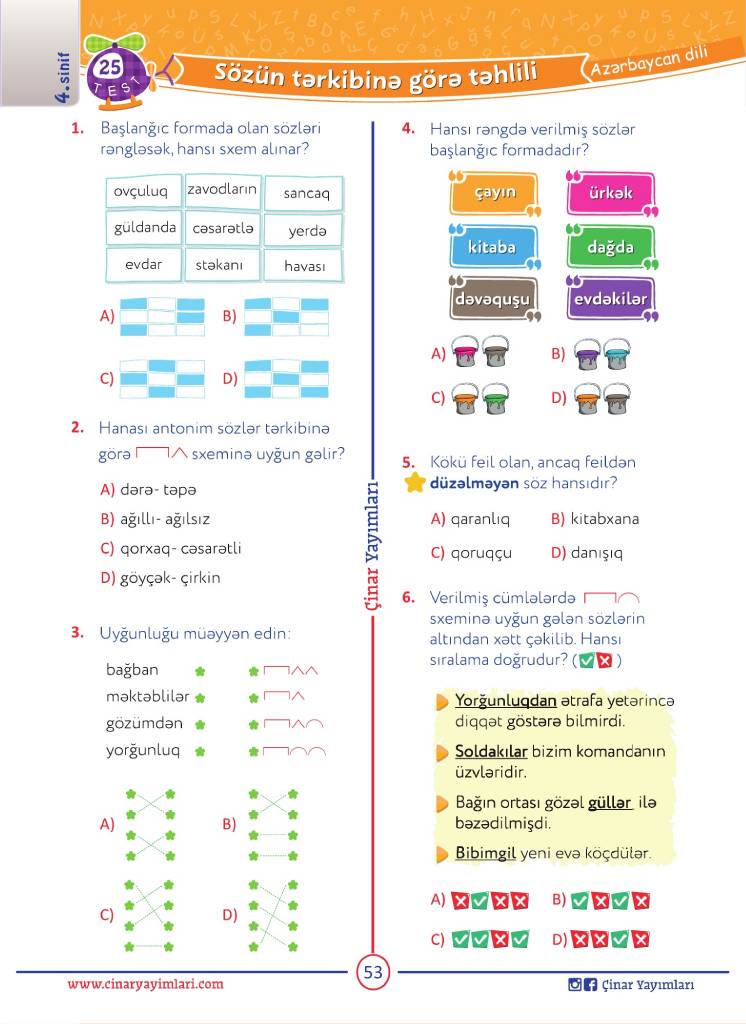 4. sinif
25
TEST
Sözün tərkibinə görə təhlili
Azərbaycan dili
1. Başlanğıc formada olan sözləri
rəngləsək, hansı sxem alınar?
ovçuluq zavodların sancaq
güldanda cəsarətlə yerdə
evdar stəkanı havası
A) B)
C) D)
2. Hanası antonim sözlər tərkibinə
görə sxeminə uyğun gəlir?
A) dərə- təpə
B) ağıllı- ağılsız
C) qorxaq- cəsarətli
D) göyçək- çirkin
3. Uyğunluğu müəyyən edin:
bağban
məktəblilər
gözümdən
yorğunluq
A) B)
C) D)
Çinar Yayımları
4. Hansı rəngdə verilmiş sözlər
başlanğıc formadadır?
çayın ürkək
kitaba dağda
dəvəquşu evdəkilər
A) B)
C) D)
5. Kökü feil olan, ancaq feildən
düzəlməyən söz hansıdır?
A) qaranlıq B) kitabxana
C) qoruqçu D) danışıq
6. Verilmiş cümlələrdə
sxeminə uyğun gələn sözlərin
altından xətt çəkilib. Hansı
sıralama doğrudur? ( )
Yorğunluqdan ətrafa yetərincə
diqqət göstərə bilmirdi.
Soldakılar bizim komandanın
üzvləridir.
Bağın ortası gözəl güllər ilə
bəzədilmişdi.
Bibimgil yeni evə köçdülər.
A) B)
C) D)
www.cinaryayimlari.com
53
Çinar Yayımları